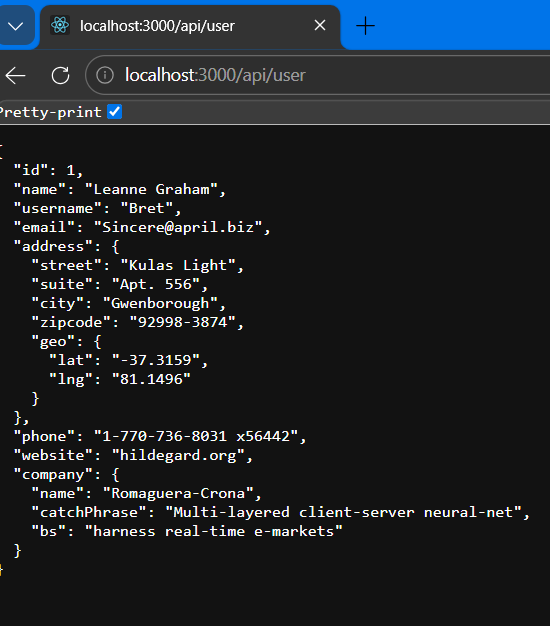 localhost:3000/api/user
localhost:3000/api/user
Pretty-print
{
"id": 1,
"name": "Leanne Graham",
"username": "Bret",
"email": "Sincere@april.biz",
"address": {
"street": "Kulas Light",
"suite": "Apt. 556",
"city": "Gwenborough",
"zipcode": "92998-3874",
"geo": {
"lat": "-37.3159",
"lng": "81.1496"
}
},
"phone": "1-770-736-8031 x56442",
"website": "hildegard.org",
"company": {
"name": "Romaguera-Crona",
"catchPhrase": "Multi-layered client-server neural-net",
"bs": "harness real-time e-markets"
}
}